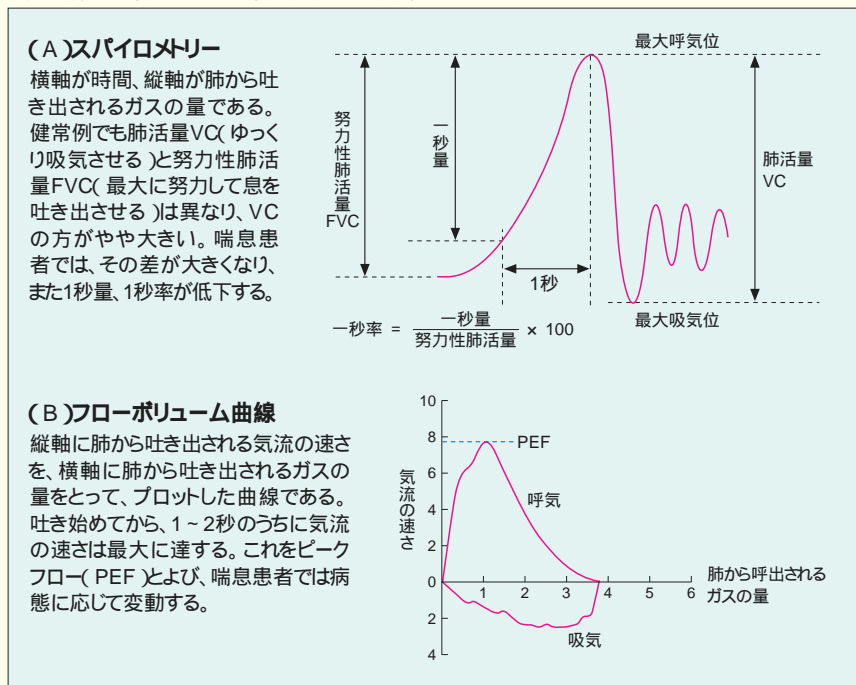 (A)スパイロメトリー
横軸が時間、縦軸が肺から吐
き出されるガスの量である。
健常例でも肺活量VC(ゆっく
り吸気させる)と努力性肺活
量FVC(最大に努力して息を
吐き出させる)は異なり、VC
の方がやや大きい。喘息患
者では、その差が大きくなり、
また1秒量、1秒率が低下する。
最大呼気位
努力性肺活量
FVC
一秒量
1秒
肺活量
VC
最大吸気位
一秒率 = 一秒量
努力性肺活量 × 100
(B)フローボリューム曲線
縦軸に肺から吐き出される気流の速さ
を、横軸に肺から吐き出されるガスの
量をとって、プロットした曲線である。
吐き始めてから、1~2秒のうちに気流
の速さは最大に達する。これをピーク
フロー(PEF)とよび、喘息患者では病
態に応じて変動する。
10
8
6
4
2
0
2
4
気流の速さ
PEF
呼気
1 2 3 4 5 6
肺から呼出される
ガスの量
吸気